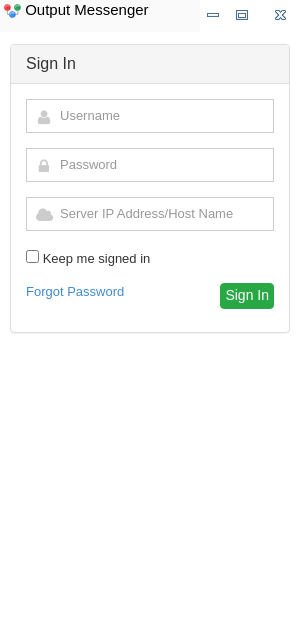 Output Messenger
Sign In
Username
Password
Server IP Address/Host Name
Keep me signed in
Forgot Password
Sign In